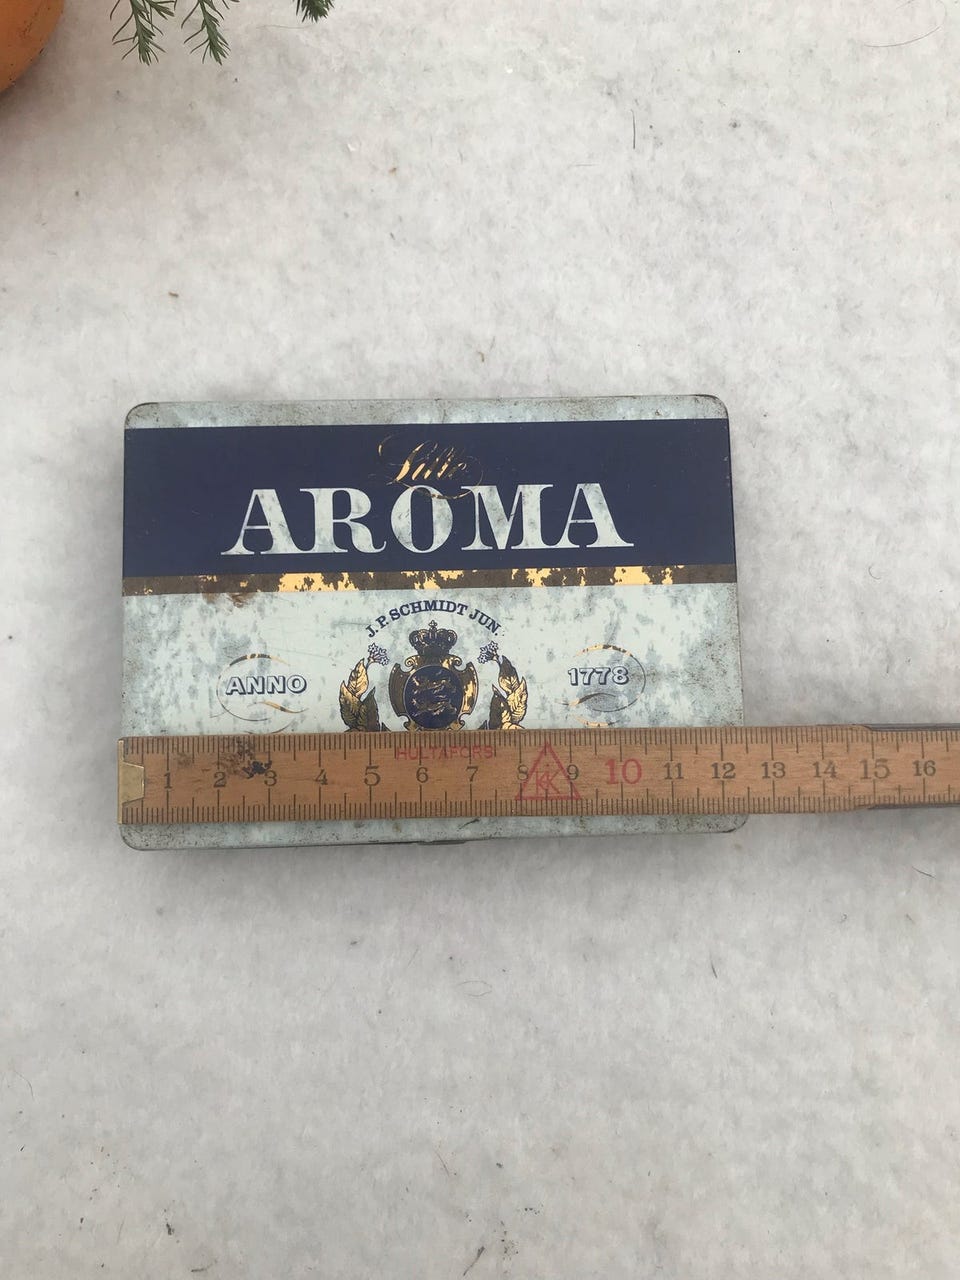 Lille
AROMA
J.P. SCHMIDT JUN.
ANNO
1778
HULTAFORS
1 2 3 4 5 6 7 8 9 10 11 12 13 14 15 16